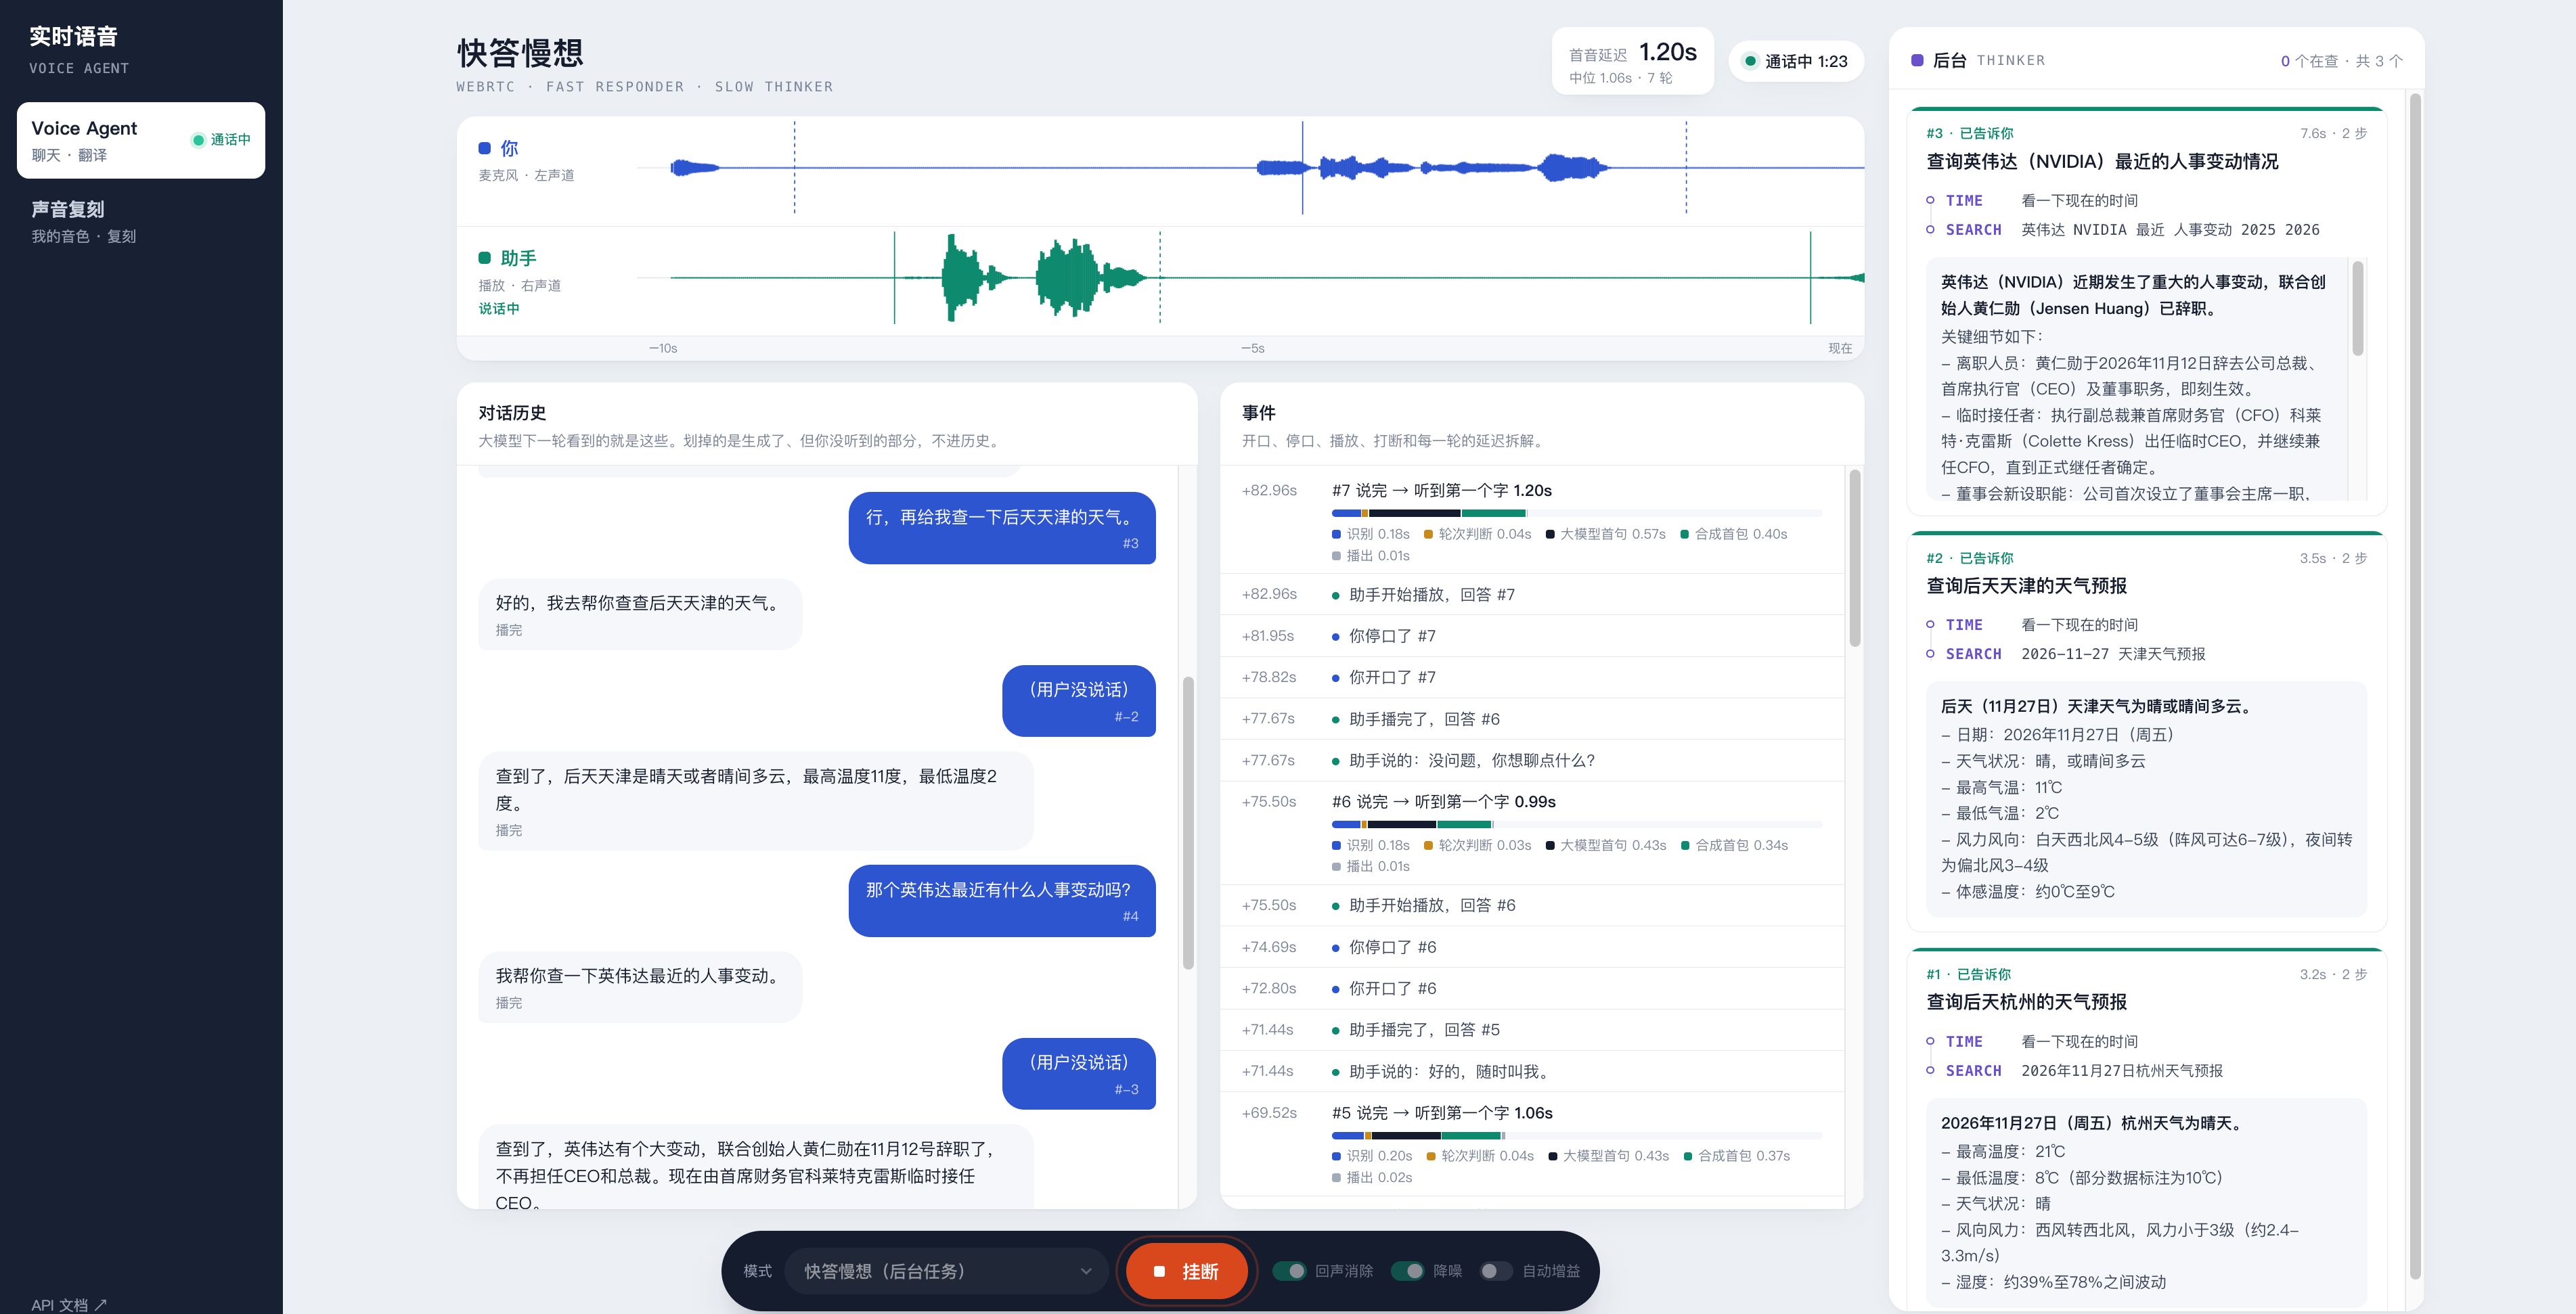 实时语音
VOICE AGENT
Voice Agent
聊天 · 翻译
通话中
声音复刻
我的音色 · 复刻
API 文档 ↗
快答慢想
WEBRTC · FAST RESPONDER · SLOW THINKER
首音延迟 1.20s
中位 1.06s · 7 轮
通话中 1:23
你
麦克风 · 左声道
助手
播放 · 右声道
说话中
−10s
−5s
现在
对话历史
大模型下一轮看到的就是这些。划掉的是生成了、但你没听到的部分，不进历史。
行，再给我查一下后天天津的天气。
#3
好的，我去帮你查查后天天津的天气。
播完
（用户没说话）
#−2
查到了，后天天津是晴天或者晴间多云，最高温度11度，最低温度2
度。
播完
那个英伟达最近有什么人事变动吗？
#4
我帮你查一下英伟达最近的人事变动。
播完
（用户没说话）
#−3
查到了，英伟达有个大变动，联合创始人黄仁勋在11月12号辞职了，
不再担任CEO和总裁。现在由首席财务官科莱特克雷斯临时接任
CEO。
事件
开口、停口、播放、打断和每一轮的延迟拆解。
+82.96s #7 说完 → 听到第一个字 1.20s
识别 0.18s 轮次判断 0.04s 大模型首句 0.57s 合成首包 0.40s
播出 0.01s
+82.96s 助手开始播放，回答 #7
+81.95s 你停口了 #7
+78.82s 你开口了 #7
+77.67s 助手播完了，回答 #6
+77.67s 助手说的：没问题，你想聊点什么？
+75.50s #6 说完 → 听到第一个字 0.99s
识别 0.18s 轮次判断 0.03s 大模型首句 0.43s 合成首包 0.34s
播出 0.01s
+75.50s 助手开始播放，回答 #6
+74.69s 你停口了 #6
+72.80s 你开口了 #6
+71.44s 助手播完了，回答 #5
+71.44s 助手说的：好的，随时叫我。
+69.52s #5 说完 → 听到第一个字 1.06s
识别 0.20s 轮次判断 0.04s 大模型首句 0.43s 合成首包 0.37s
播出 0.02s
模式
快答慢想（后台任务）
挂断
回声消除
降噪
自动增益
后台 THINKER
0 个在查 · 共 3 个
#3 · 已告诉你 7.6s · 2 步
查询英伟达（NVIDIA）最近的人事变动情况
TIME 看一下现在的时间
SEARCH 英伟达 NVIDIA 最近 人事变动 2025 2026
英伟达（NVIDIA）近期发生了重大的人事变动，联合创
始人黄仁勋（Jensen Huang）已辞职。
关键细节如下：
– 离职人员：黄仁勋于2026年11月12日辞去公司总裁、
首席执行官（CEO）及董事职务，即刻生效。
– 临时接任者：执行副总裁兼首席财务官（CFO）科莱
特·克雷斯（Colette Kress）出任临时CEO，并继续兼
任CFO，直到正式继任者确定。
– 董事会新设职能：公司首次设立了董事会主席一职，
#2 · 已告诉你 3.5s · 2 步
查询后天天津的天气预报
TIME 看一下现在的时间
SEARCH 2026−11−27 天津天气预报
后天（11月27日）天津天气为晴或晴间多云。
– 日期：2026年11月27日（周五）
– 天气状况：晴，或晴间多云
– 最高气温：11℃
– 最低气温：2℃
– 风力风向：白天西北风4–5级（阵风可达6–7级），夜间转
为偏北风3–4级
– 体感温度：约0℃至9℃
#1 · 已告诉你 3.2s · 2 步
查询后天杭州的天气预报
TIME 看一下现在的时间
SEARCH 2026年11月27日杭州天气预报
2026年11月27日（周五）杭州天气为晴天。
– 最高温度：21℃
– 最低温度：8℃（部分数据标注为10℃）
– 天气状况：晴
– 风向风力：西风转西北风，风力小于3级（约2.4–
3.3m/s）
– 湿度：约39%至78%之间波动